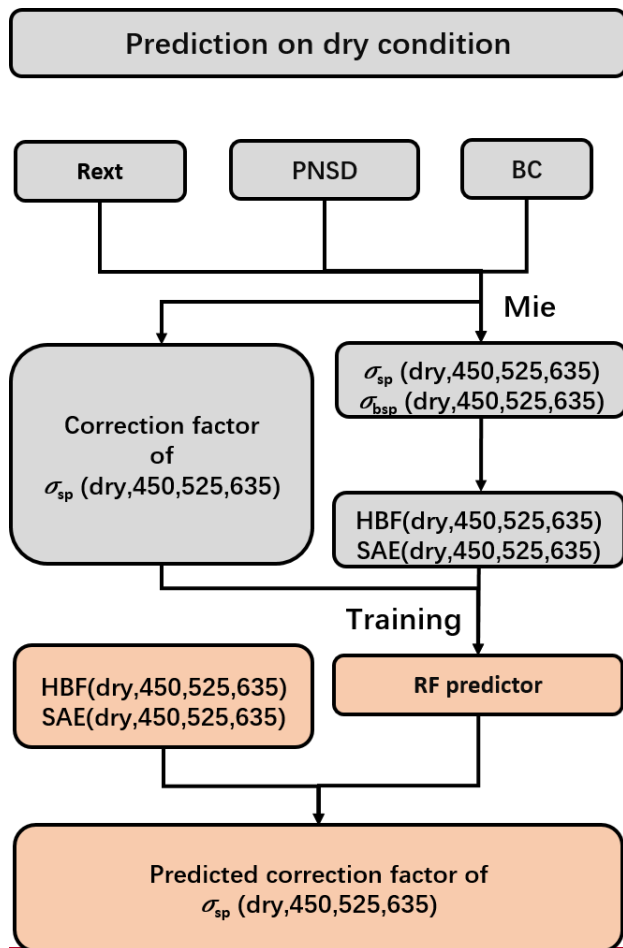 Prediction on dry condition
Rext
PNSD
BC
Mie
σsp (dry,450,525,635)
σbsp (dry,450,525,635)
Correction factor
of
σsp (dry,450,525,635)
HBF(dry,450,525,635)
SAE(dry,450,525,635)
Training
HBF(dry,450,525,635)
SAE(dry,450,525,635)
RF predictor
Predicted correction factor of
σsp (dry,450,525,635)